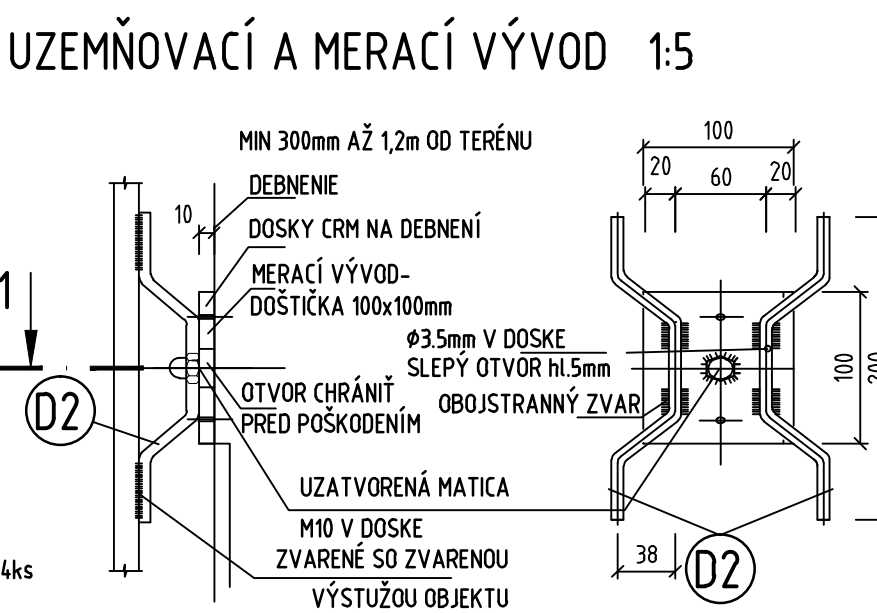 UZEMŇOVACÍ A MERACÍ VÝVOD 1:5
MIN 300mm AŽ 1,2m OD TERÉNU
DEBNENIE
10
DOSKY CRM NA DEBNENÍ
MERACÍ VÝVOD-
DOŠTIČKA 100x100mm
1
OTVOR CHRÁNIŤ
PRED POŠKODENÍM
D2
UZATVORENÁ MATICA
M10 V DOSKE
ZVARENÉ SO ZVARENOU
VÝSTUŽOU OBJEKTU
4ks
100
20
60
20
ϕ3.5mm V DOSKE
SLEPÝ OTVOR hl.5mm
OBOJSTRANNÝ ZVAR
100
200
38
D2